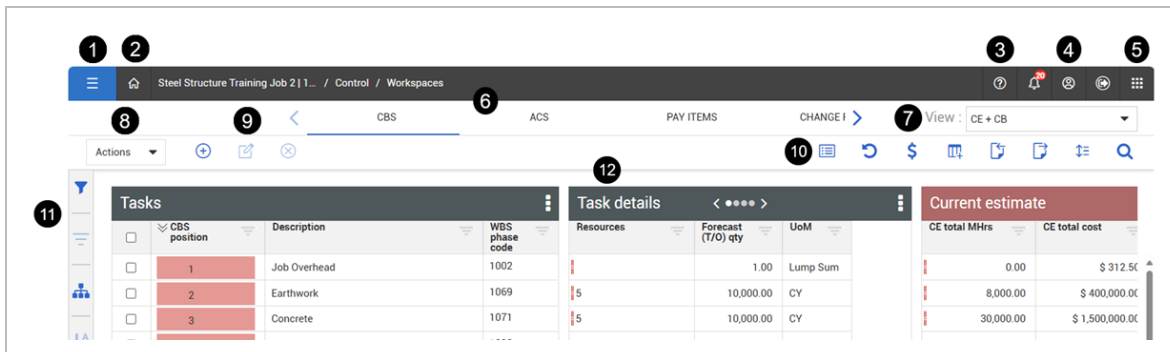 1 2 3 4 5
Steel Structure Training Job 2 | 1... / Control / Workspaces 20
6
8 9 CBS ACS PAY ITEMS CHANGE 7 View : CE + CB
Actions $ 10
12
11 Tasks Task details Current estimate
CBS position Description WBS phase code Resources Forecast (T/O) qty UoM CE total MHrs CE total cost
1 Job Overhead 1002 1.00 Lump Sum 0.00 $ 312.50
2 Earthwork 1069 5 10,000.00 CY 8,000.00 $ 400,000.00
3 Concrete 1071 5 10,000.00 CY 30,000.00 $ 1,500,000.00